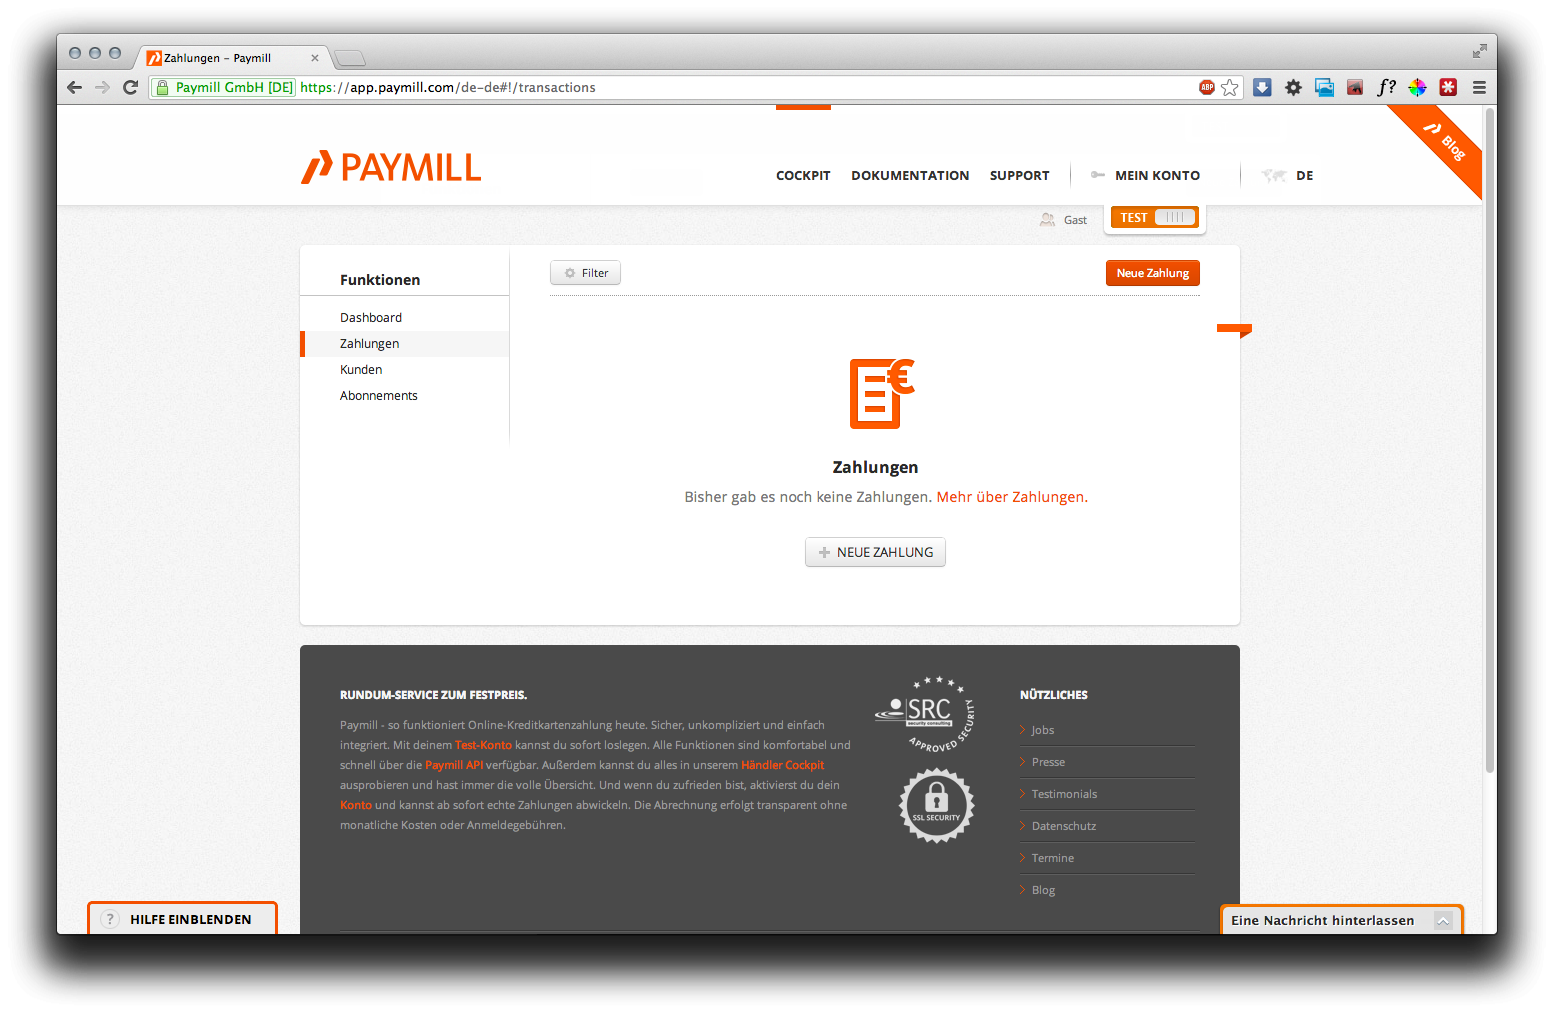 Zahlungen – Paymill
Paymill GmbH [DE] https://app.paymill.com/de-de#!/transactions
ABP
f?
Blog
PAYMILL
COCKPIT DOKUMENTATION SUPPORT MEIN KONTO DE
Gast TEST
Funktionen
Dashboard
Zahlungen
Kunden
Abonnements
Filter
Neue Zahlung
€
Zahlungen
Bisher gab es noch keine Zahlungen. Mehr über Zahlungen.
NEUE ZAHLUNG
RUNDUM-SERVICE ZUM FESTPREIS.
Paymill - so funktioniert Online-Kreditkartenzahlung heute. Sicher, unkompliziert und einfach
integriert. Mit deinem Test-Konto kannst du sofort loslegen. Alle Funktionen sind komfortabel und
schnell über die Paymill API verfügbar. Außerdem kannst du alles in unserem Händler Cockpit
ausprobieren und hast immer die volle Übersicht. Und wenn du zufrieden bist, aktivierst du dein
Konto und kannst ab sofort echte Zahlungen abwickeln. Die Abrechnung erfolgt transparent ohne
monatliche Kosten oder Anmeldegebühren.
SRC
security consulting
APPROVED SECURITY
SSL SECURITY
NÜTZLICHES
Jobs
Presse
Testimonials
Datenschutz
Termine
Blog
? HILFE EINBLENDEN
Eine Nachricht hinterlassen